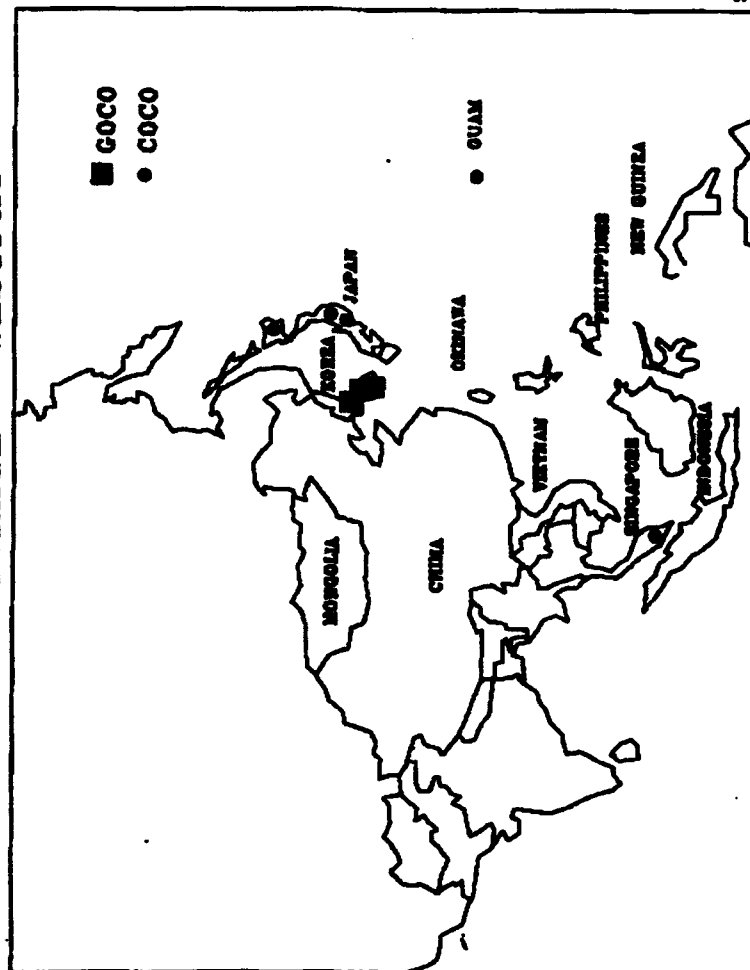 GOCO
COCO
MONGOLIA
KOREA
JAPAN
CHINA
OKINAWA
GUAM
VIETNAM
PHILIPPINES
SINGAPORE
NEW GUINEA
INDONESIA